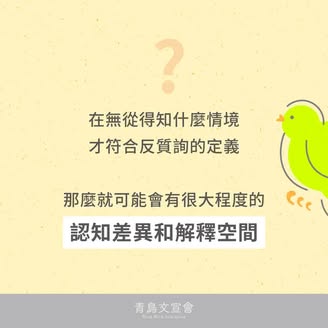 ?
在無從得知什麼情境
才符合反質詢的定義
那麼就可能會有很大程度的
認知差異和解釋空間
青鳥文宣會